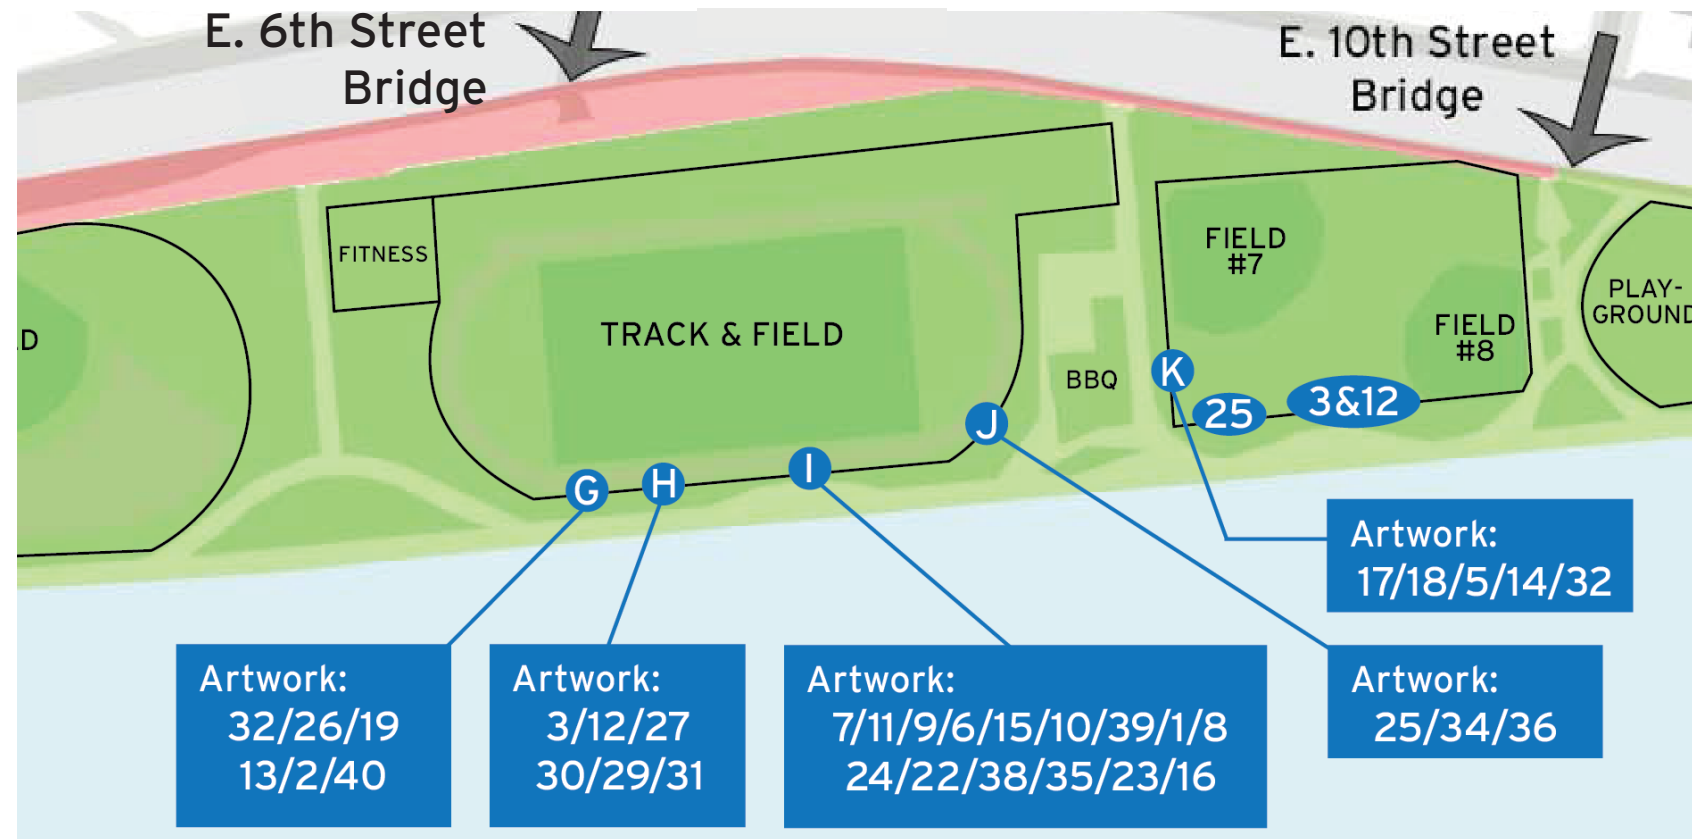 E. 6th Street
Bridge
E. 10th Street
Bridge
FITNESS
TRACK & FIELD
FIELD
#7
FIELD
#8
PLAY-
GROUND
BBQ
D
K
25
3&12
J
I
H
G
Artwork:
17/18/5/14/32
Artwork:
32/26/19
13/2/40
Artwork:
3/12/27
30/29/31
Artwork:
7/11/9/6/15/10/39/1/8
24/22/38/35/23/16
Artwork:
25/34/36